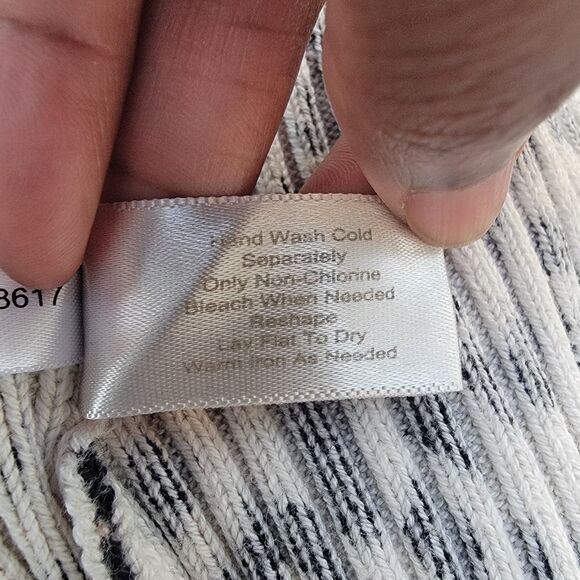 Hand Wash Cold
Separately
Only Non-Chlorine
Bleach When Needed
Reshape
Lay Flat To Dry
Warm Iron As Needed
8617